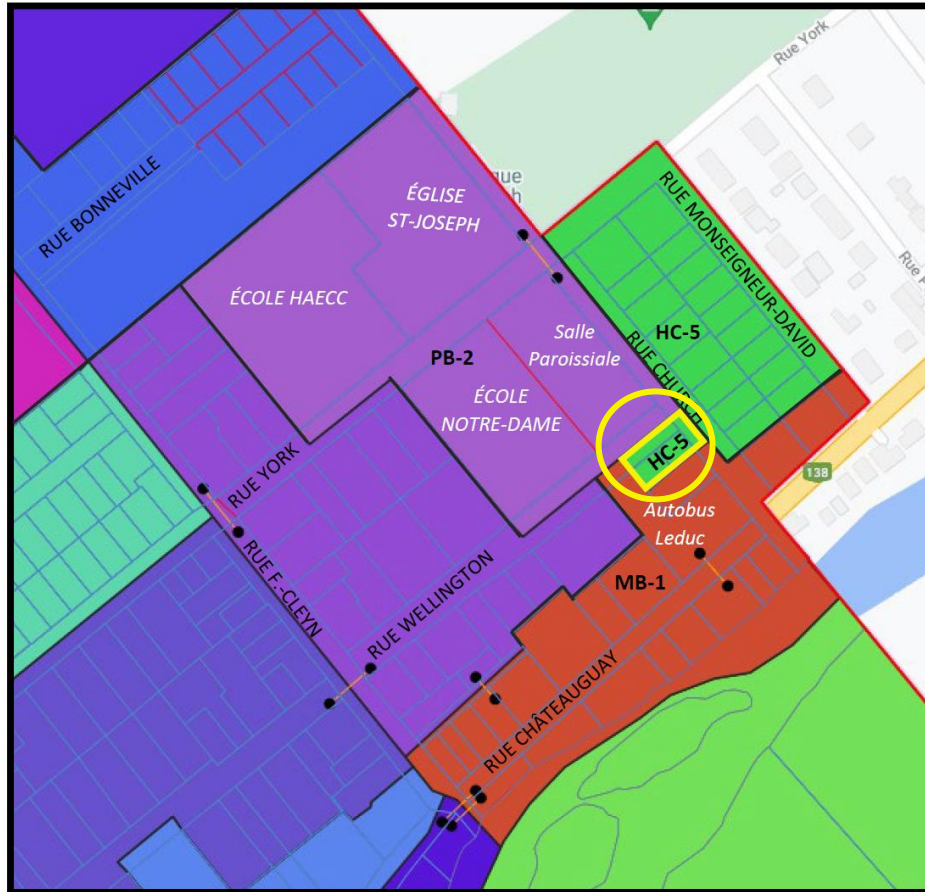 Rue York
RUE BONNEVILLE
ÉGLISE
ST-JOSEPH
RUE MONSEIGNEUR-DAVID
ÉCOLE HAECC
Salle
Paroissiale
HC-5
RUE CHURCH
PB-2
ÉCOLE
NOTRE-DAME
HC-5
138
RUE YORK
Autobus
Leduc
RUE F.-CLEYN
RUE WELLINGTON
MB-1
RUE CHÂTEAUGUAY